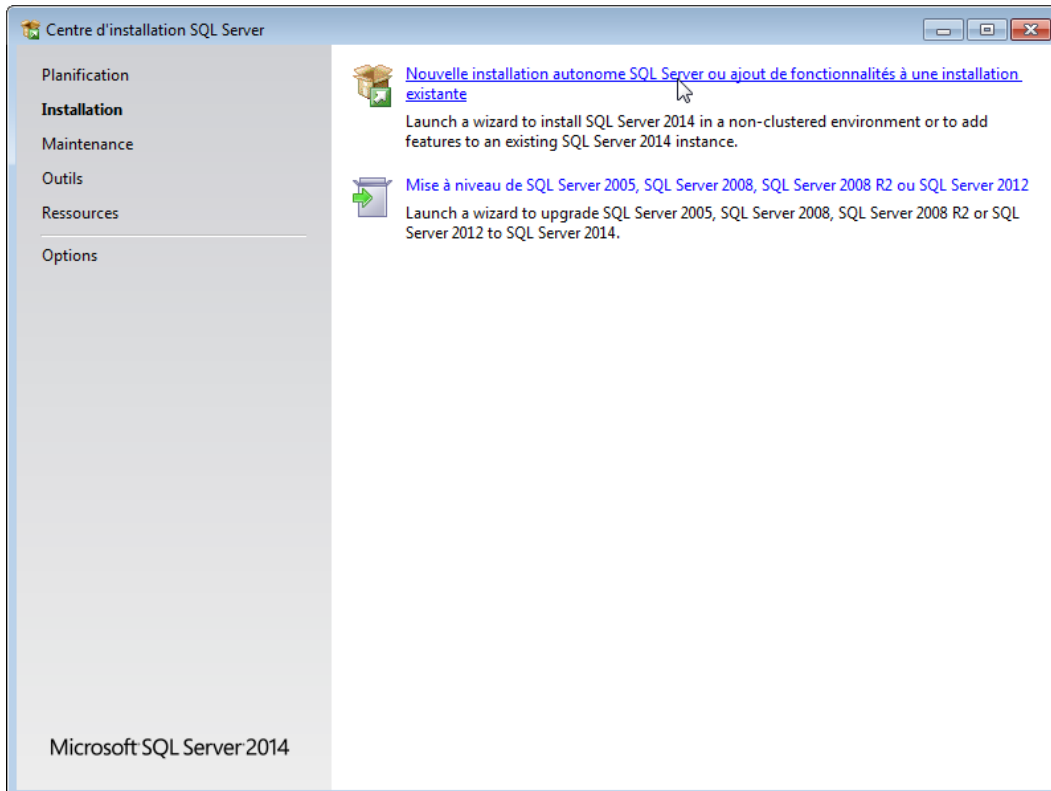 Centre d'installation SQL Server
Planification
Installation
Maintenance
Outils
Ressources
Options
Nouvelle installation autonome SQL Server ou ajout de fonctionnalités à une installation
existante
Launch a wizard to install SQL Server 2014 in a non-clustered environment or to add
features to an existing SQL Server 2014 instance.
Mise à niveau de SQL Server 2005, SQL Server 2008, SQL Server 2008 R2 ou SQL Server 2012
Launch a wizard to upgrade SQL Server 2005, SQL Server 2008, SQL Server 2008 R2 or SQL
Server 2012 to SQL Server 2014.
Microsoft SQL Server 2014